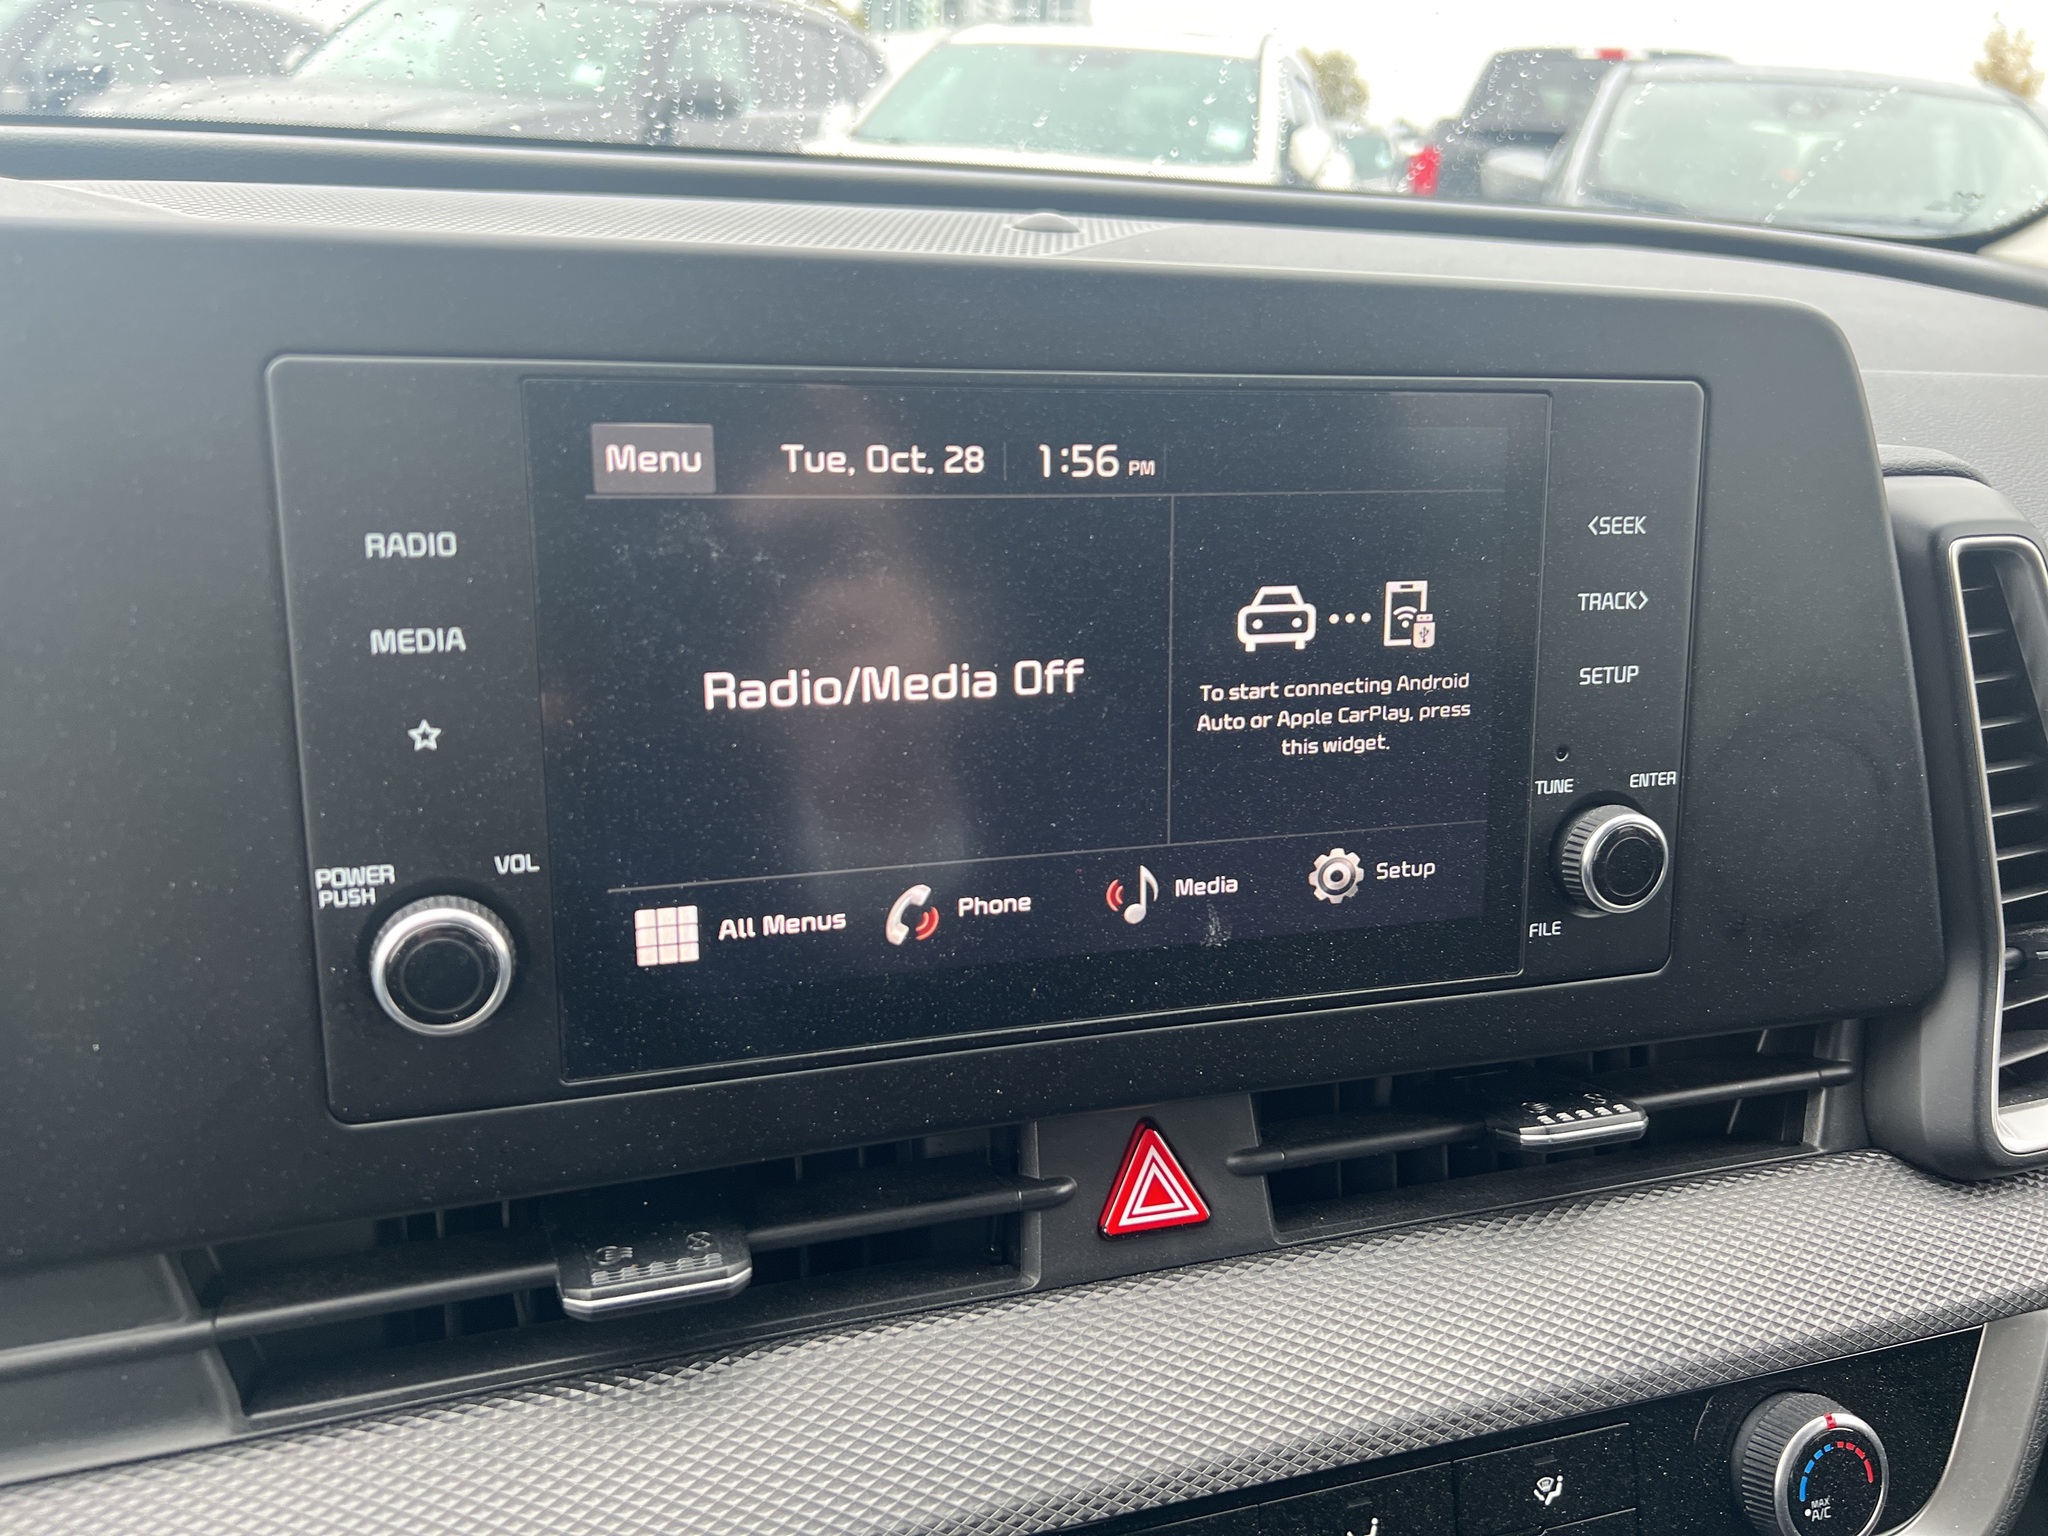 Menu
Tue, Oct. 28
1:56 PM
RADIO
MEDIA
POWER
PUSH
VOL
Radio/Media Off
To start connecting Android
Auto or Apple CarPlay, press
this widget.
All Menus
Phone
Media
Setup
<SEEK
TRACK>
SETUP
TUNE
ENTER
FILE
MAX
A/C